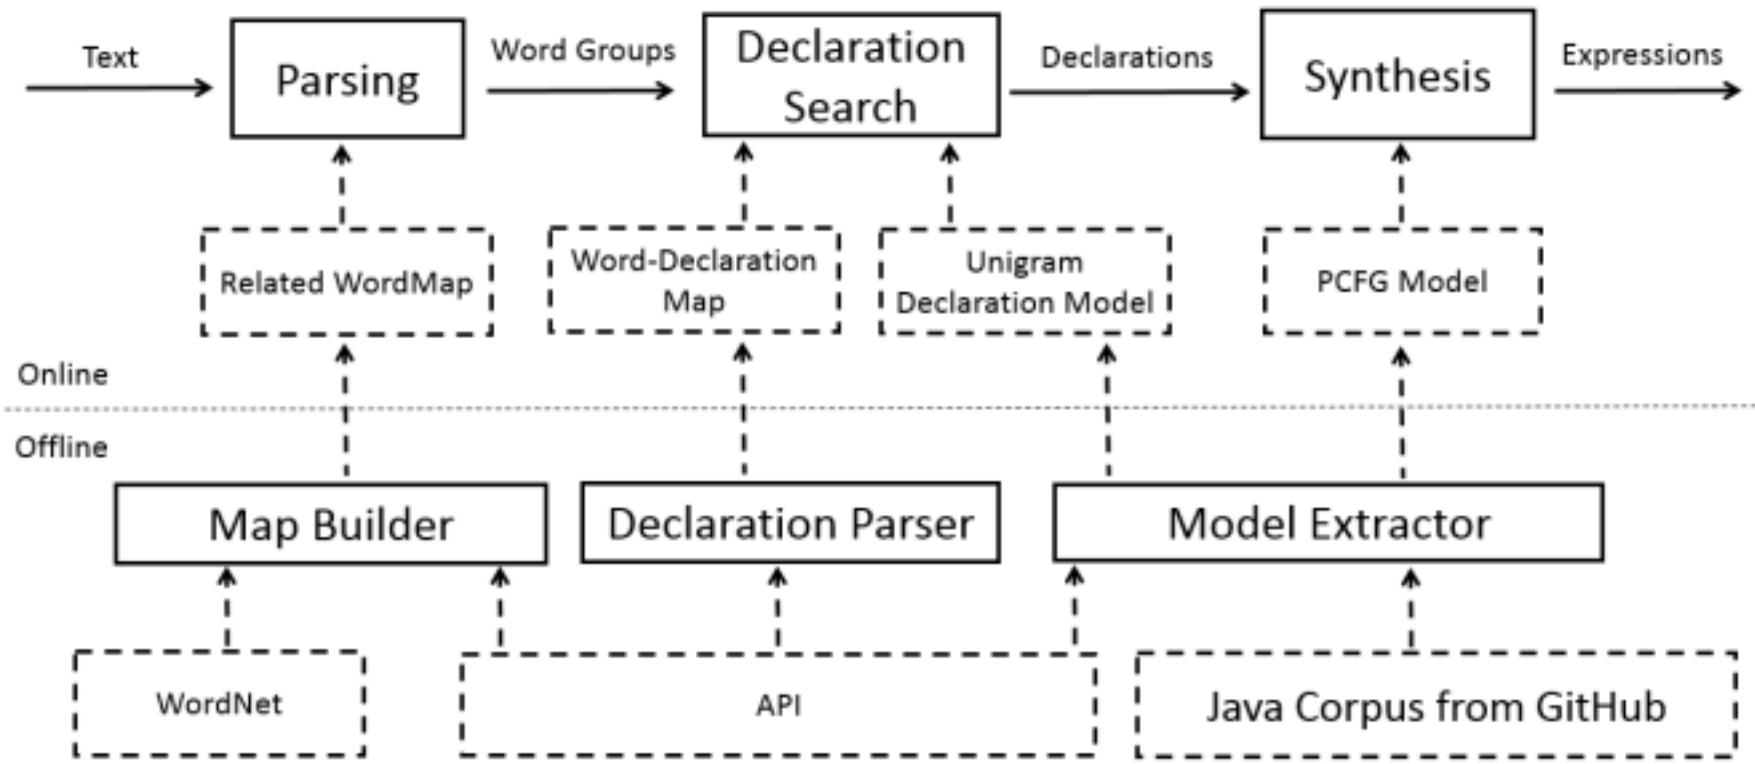 Text
Parsing
Word Groups
Declaration
Search
Declarations
Synthesis
Expressions
Related WordMap
Word-Declaration
Map
Unigram
Declaration Model
PCFG Model
Online
Offline
Map Builder
Declaration Parser
Model Extractor
WordNet
API
Java Corpus from GitHub